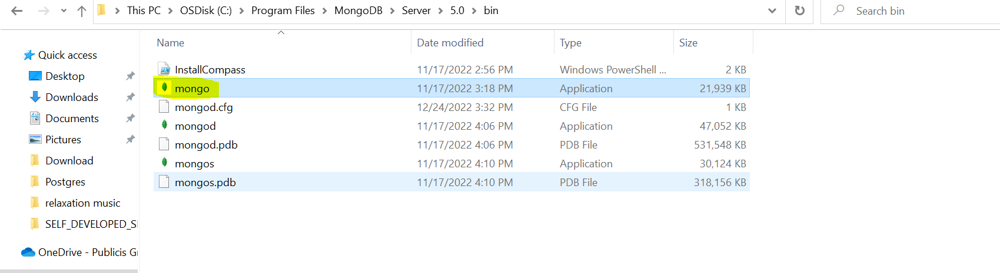 This PC > OSDisk (C:) > Program Files > MongoDB > Server > 5.0 > bin
Search bin
Name Date modified Type Size
Quick access
Desktop
Downloads
Documents
Pictures
Download
Postgres
relaxation music
SELF_DEVELOPED_S
OneDrive - Publicis G
InstallCompass 11/17/2022 2:56 PM Windows PowerShell ... 2 KB
mongo 11/17/2022 3:18 PM Application 21,939 KB
mongod.cfg 12/24/2022 3:32 PM CFG File 1 KB
mongod 11/17/2022 4:06 PM Application 47,052 KB
mongod.pdb 11/17/2022 4:06 PM PDB File 531,548 KB
mongos 11/17/2022 4:10 PM Application 30,124 KB
mongos.pdb 11/17/2022 4:10 PM PDB File 318,156 KB